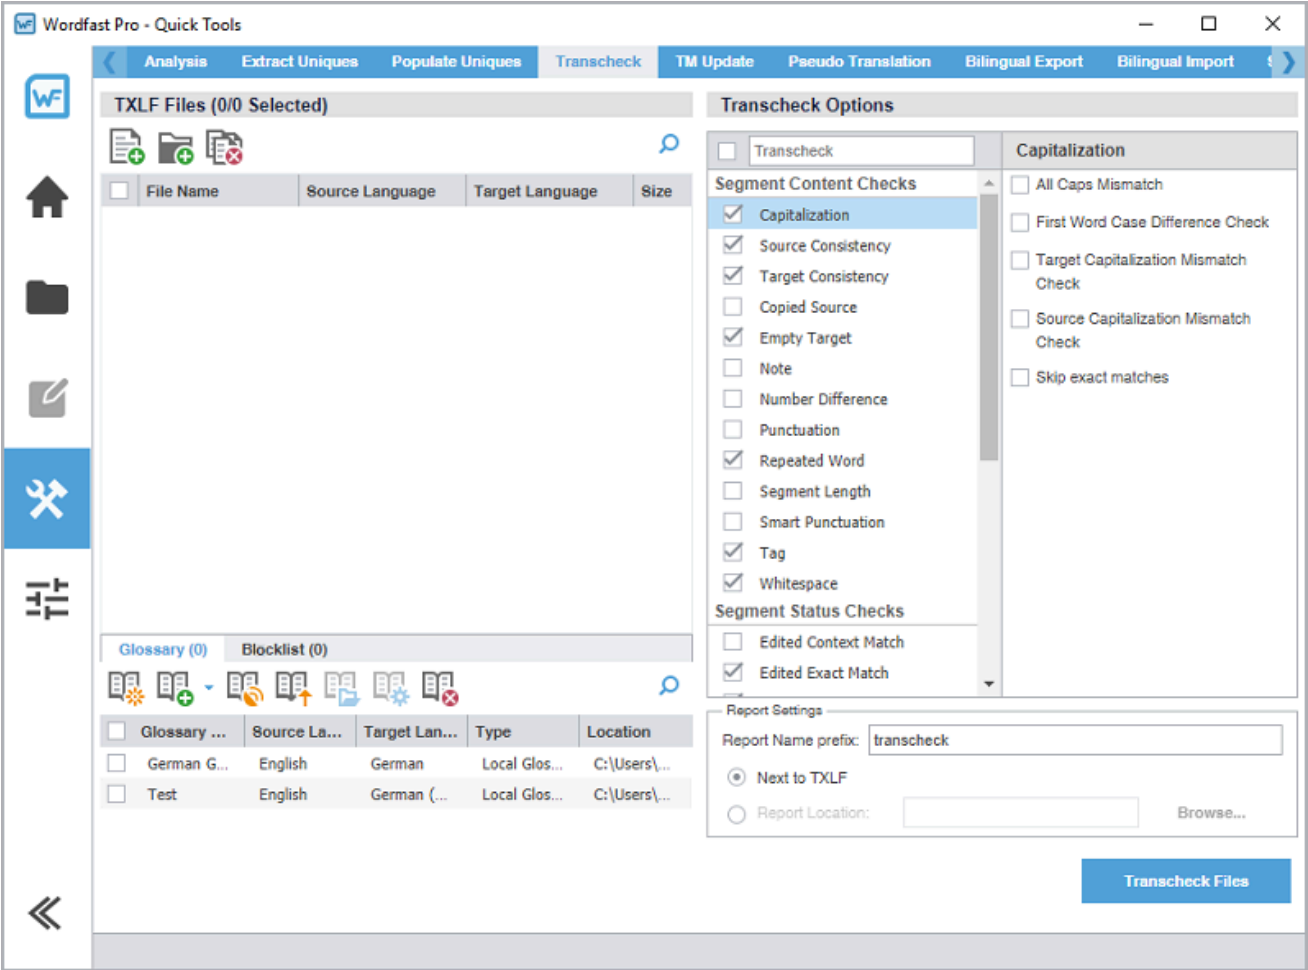 Wordfast Pro - Quick Tools
Analysis Extract Uniques Populate Uniques Transcheck TM Update Pseudo Translation Bilingual Export Bilingual Import
WF
TXLF Files (0/0 Selected)
File Name Source Language Target Language Size
Glossary (0) Blocklist (0)
Glossary ... Source La... Target Lan... Type Location
German G... English German Local Glos... C:\Users\...
Test English German (... Local Glos... C:\Users\...
Transcheck Options
Transcheck
Segment Content Checks
Capitalization
Source Consistency
Target Consistency
Copied Source
Empty Target
Note
Number Difference
Punctuation
Repeated Word
Segment Length
Smart Punctuation
Tag
Whitespace
Segment Status Checks
Edited Context Match
Edited Exact Match
Capitalization
All Caps Mismatch
First Word Case Difference Check
Target Capitalization Mismatch
Check
Source Capitalization Mismatch
Check
Skip exact matches
Report Settings
Report Name prefix: transcheck
Next to TXLF
Report Location: Browse...
Transcheck Files